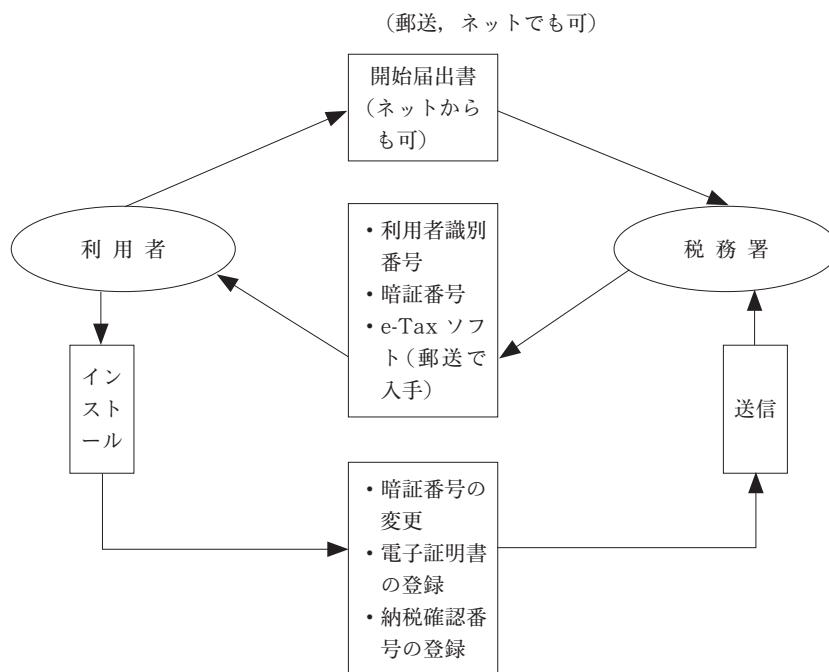 （郵送，ネットでも可）
開始届出書
（ネットから
も可）
利 用 者
・利用者識別
番号
・暗証番号
・e-Tax ソフ
ト（郵送で
入手）
税 務 署
イン
スト
ール
送信
・暗証番号の
変更
・電子証明書
の登録
・納税確認番
号の登録